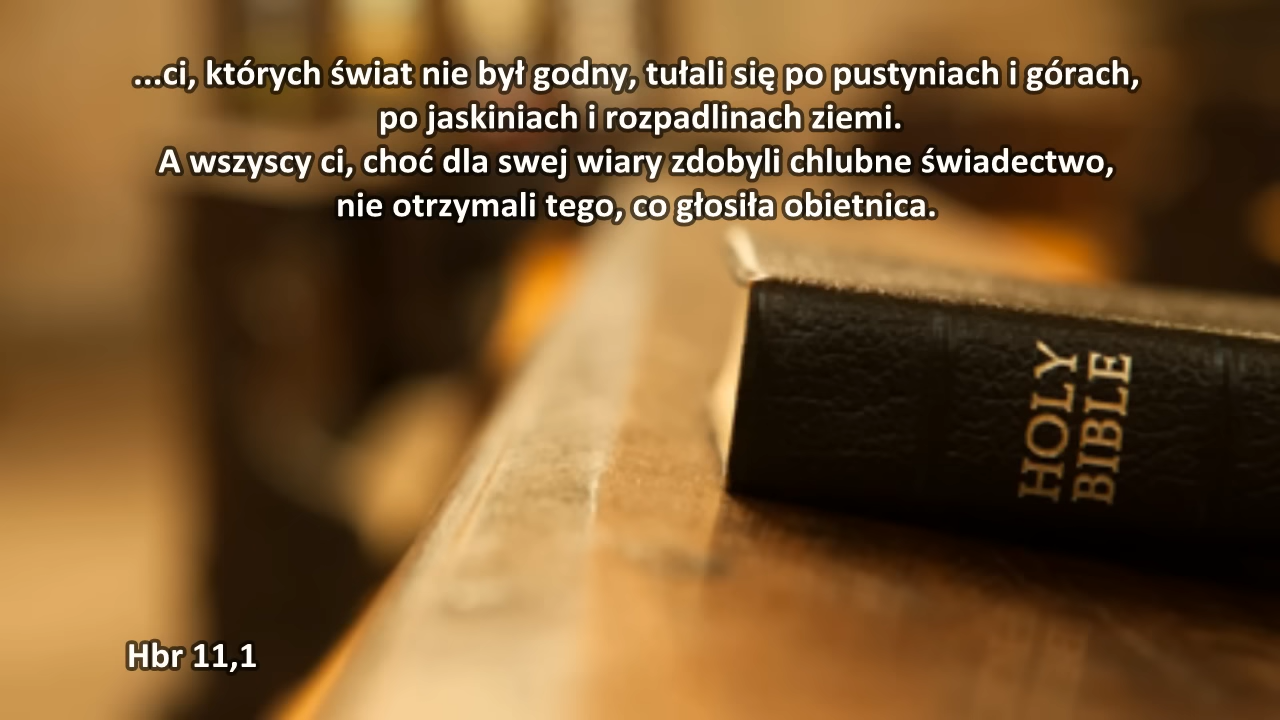 ...ci, których świat nie był godny, tułali się po pustyniach i górach,
po jaskiniach i rozpadlinach ziemi.
A wszyscy ci, choć dla swej wiary zdobyli chlubne świadectwo,
nie otrzymali tego, co głosiła obietnica.
HOLY
BIBLE
Hbr 11,1